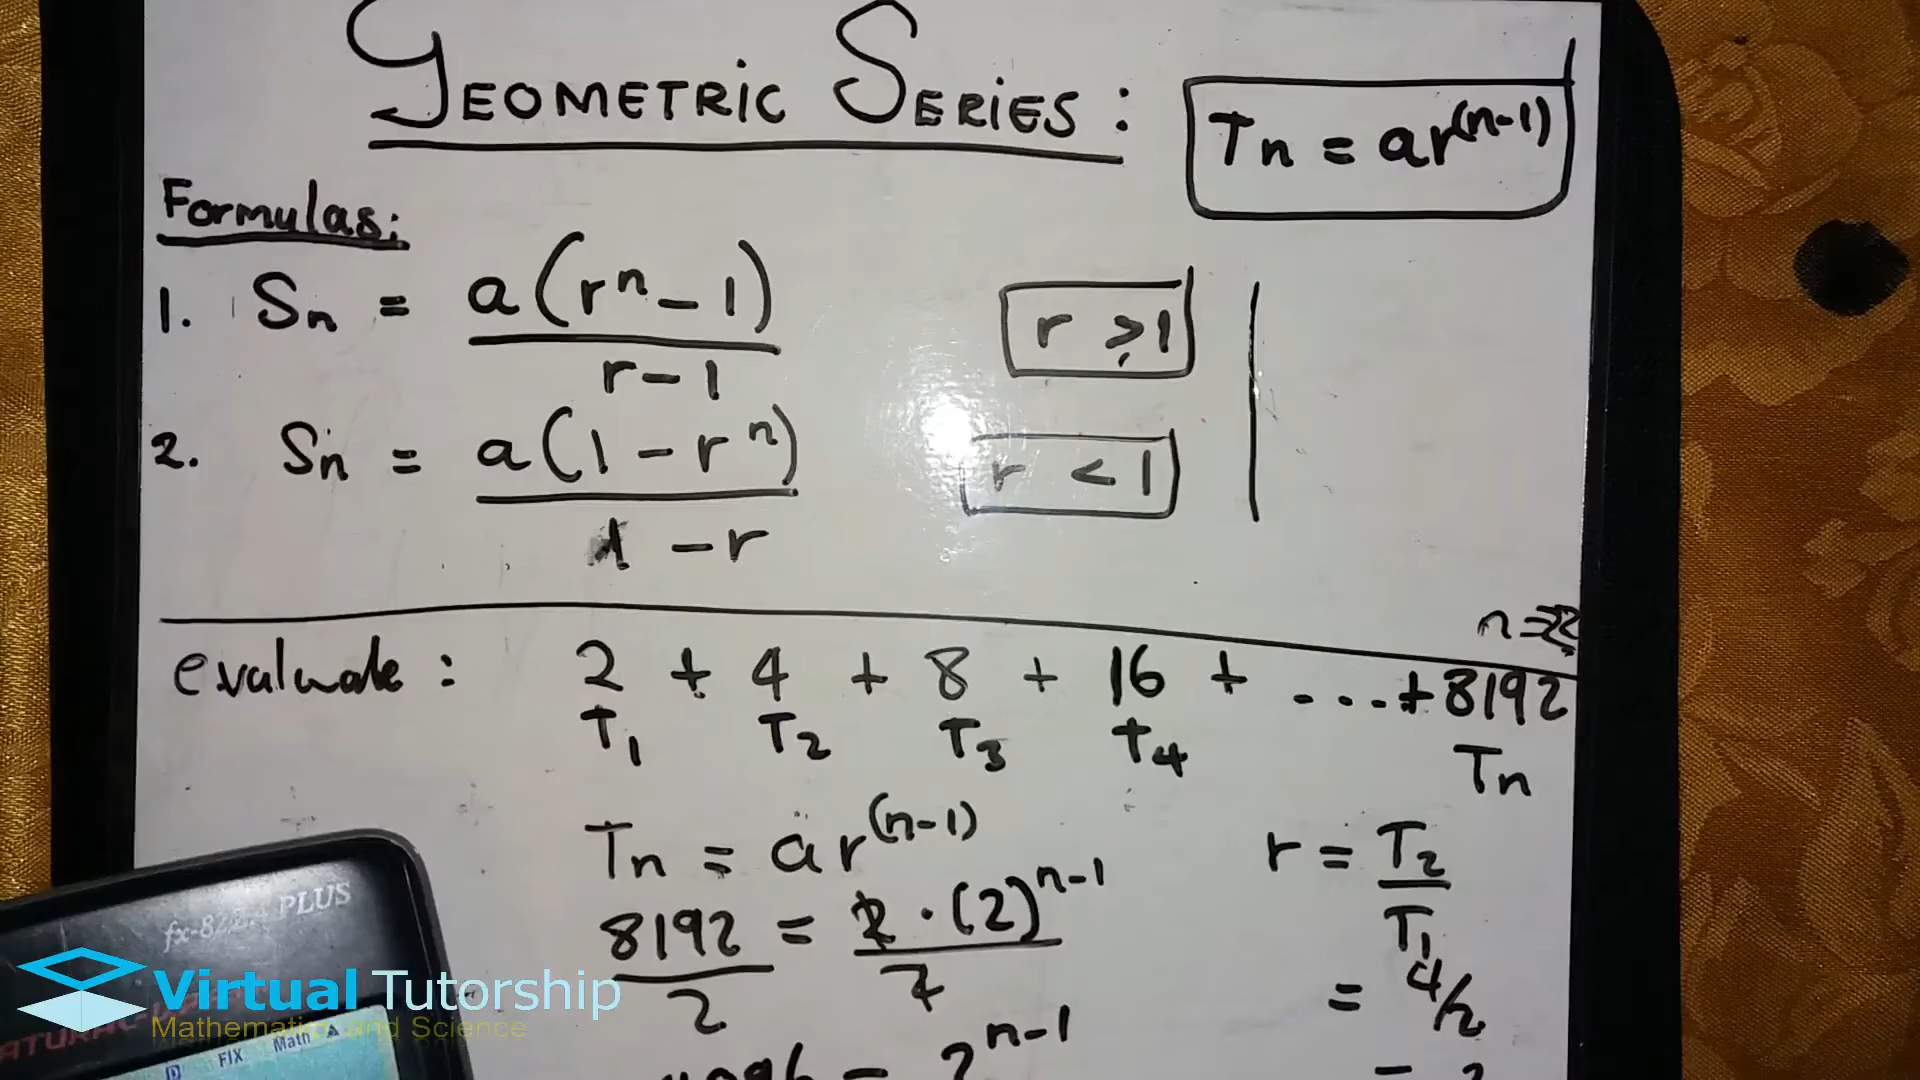 GEOMETRIC SERIES:
Tn = ar^(n-1)
Formulas:
1. Sn = a(r^n - 1) / r - 1
r > 1
2. Sn = a(1 - r^n) / 1 - r
r < 1
evaluate: 2 + 4 + 8 + 16 + ...+ 8192
T1 T2 T3 T4 Tn
Tn = ar^(n-1)
8192/2 = 2 · (2)^n-1
= 2^n-1
r = T2/T1
= 4/2
PLUS
Virtual Tutorship
Mathematics and Science
FIX Math ▲
D